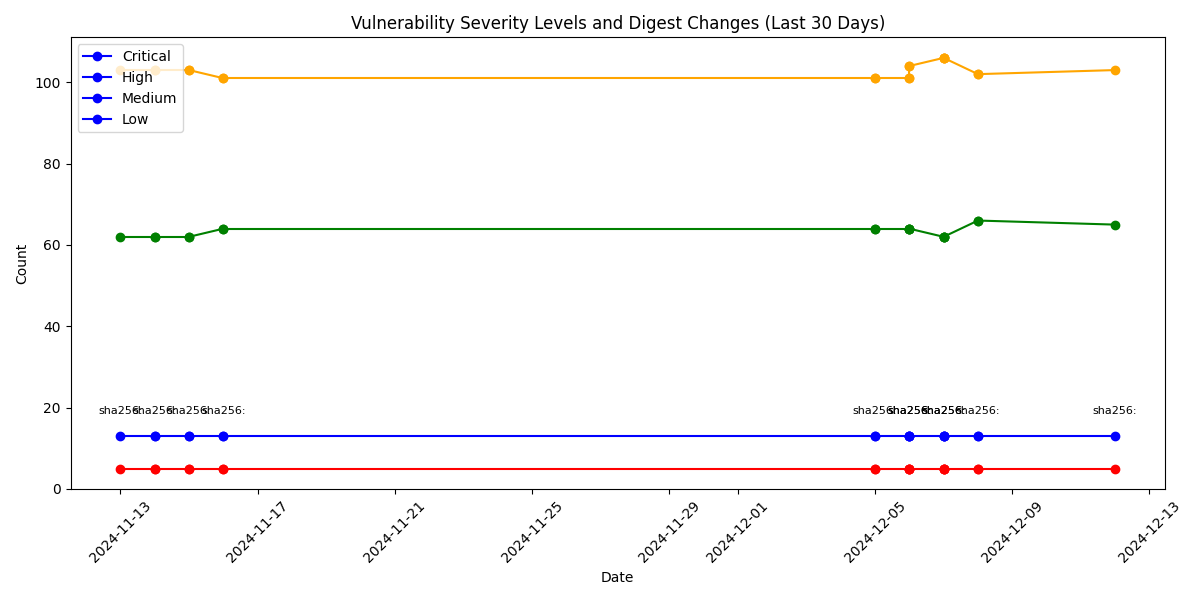 Vulnerability Severity Levels and Digest Changes (Last 30 Days)
Critical
High
Medium
Low
Count
100
80
60
40
20
0
sha256:
sha256:
sha256:
sha256:
sha256:
sha256:
sha256:
sha256:
sha256:
2024-11-13
2024-11-17
2024-11-21
2024-11-25
2024-11-29
2024-12-01
2024-12-05
2024-12-09
2024-12-13
Date